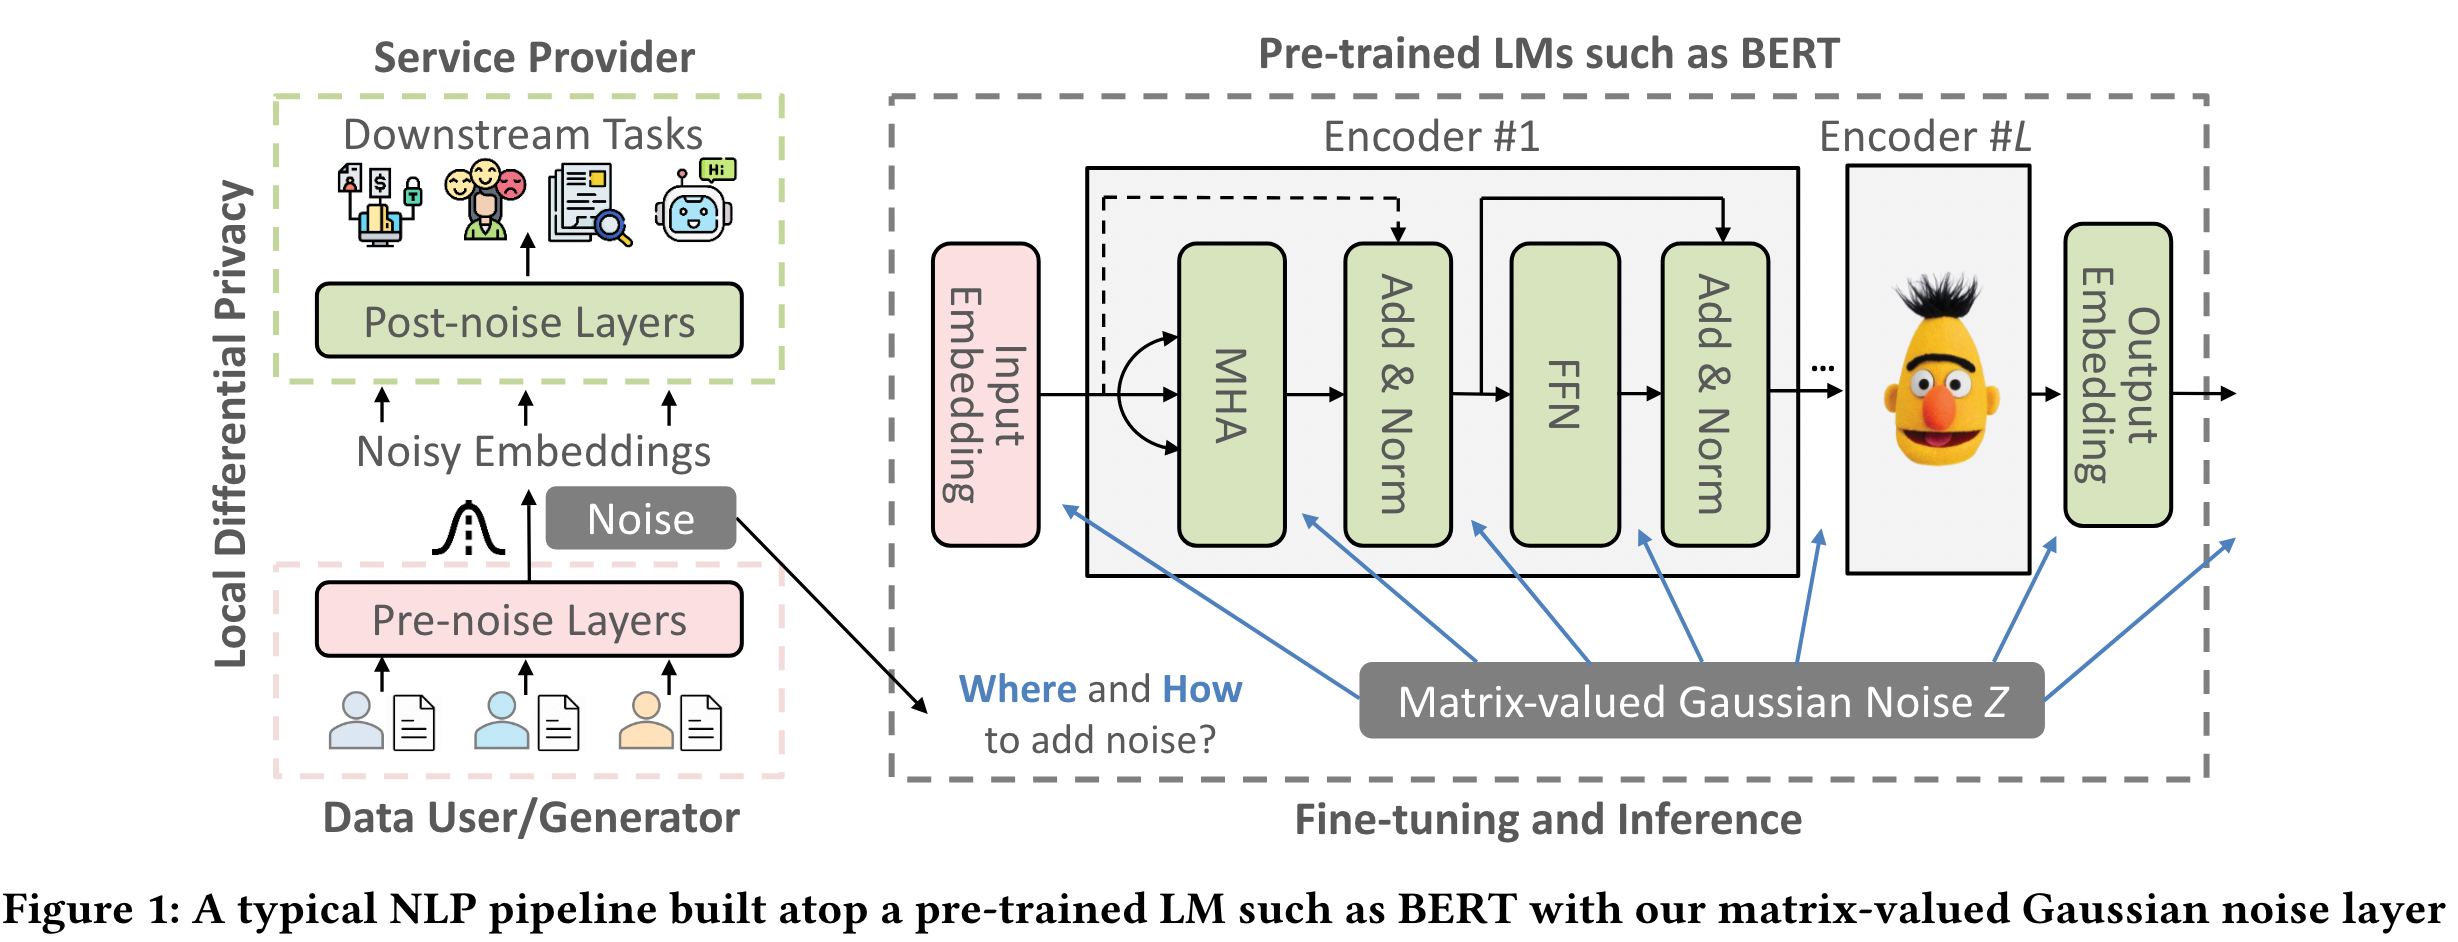 Service Provider
Downstream Tasks
$
T
Hi
Post-noise Layers
Noisy Embeddings
Noise
Pre-noise Layers
Data User/Generator
Local Differential Privacy
Pre-trained LMs such as BERT
Encoder #1
Encoder #L
Input
Embedding
MHA
Add & Norm
FFN
Add & Norm
...
Output
Embedding
Where and How
to add noise?
Matrix-valued Gaussian Noise Z
Fine-tuning and Inference
Figure 1: A typical NLP pipeline built atop a pre-trained LM such as BERT with our matrix-valued Gaussian noise layer